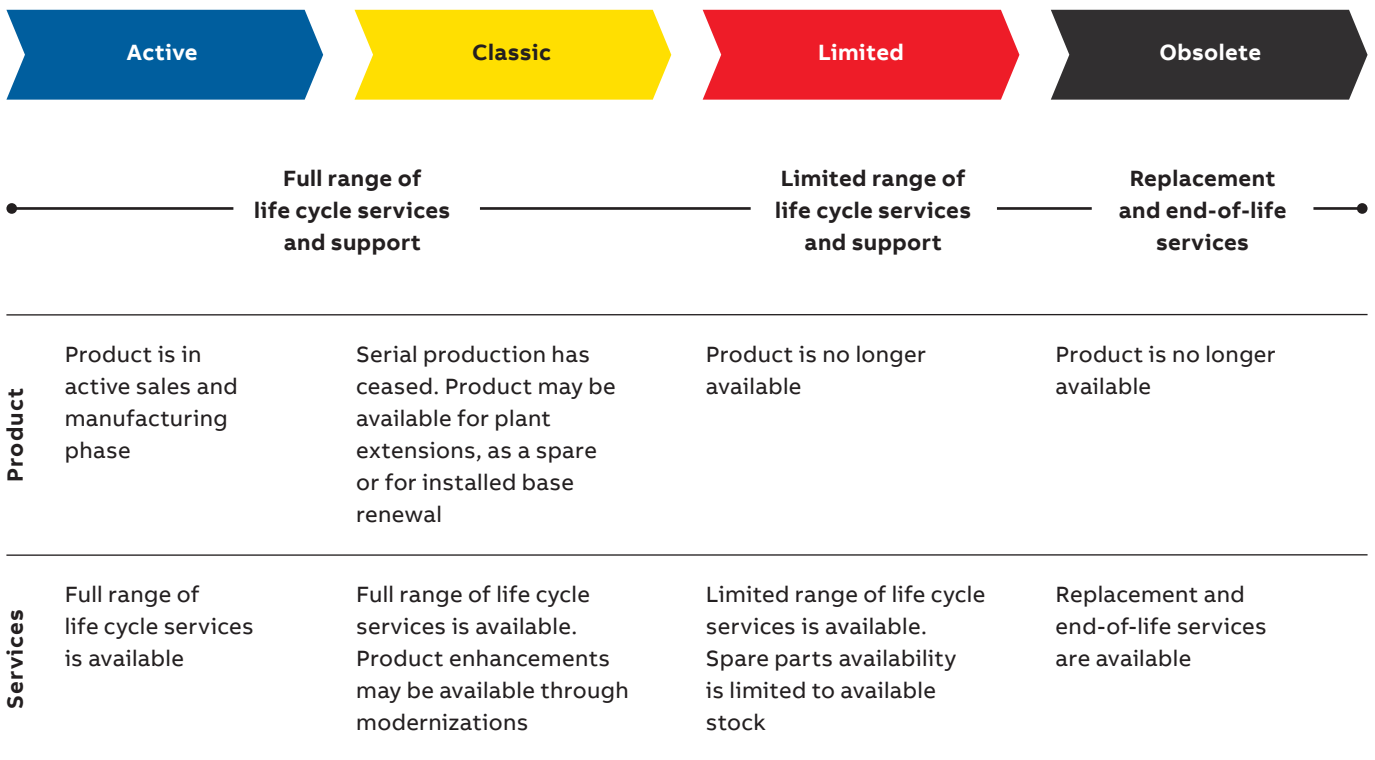 Active
Classic
Limited
Obsolete
Full range of
life cycle services
and support
Limited range of
life cycle services
and support
Replacement
and end-of-life
services
Product
Product is in
active sales and
manufacturing
phase
Serial production has
ceased. Product may be
available for plant
extensions, as a spare
or for installed base
renewal
Product is no longer
available
Product is no longer
available
Services
Full range of
life cycle services
is available
Full range of life cycle
services is available.
Product enhancements
may be available through
modernizations
Limited range of life cycle
services is available.
Spare parts availability
is limited to available
stock
Replacement and
end-of-life services
are available